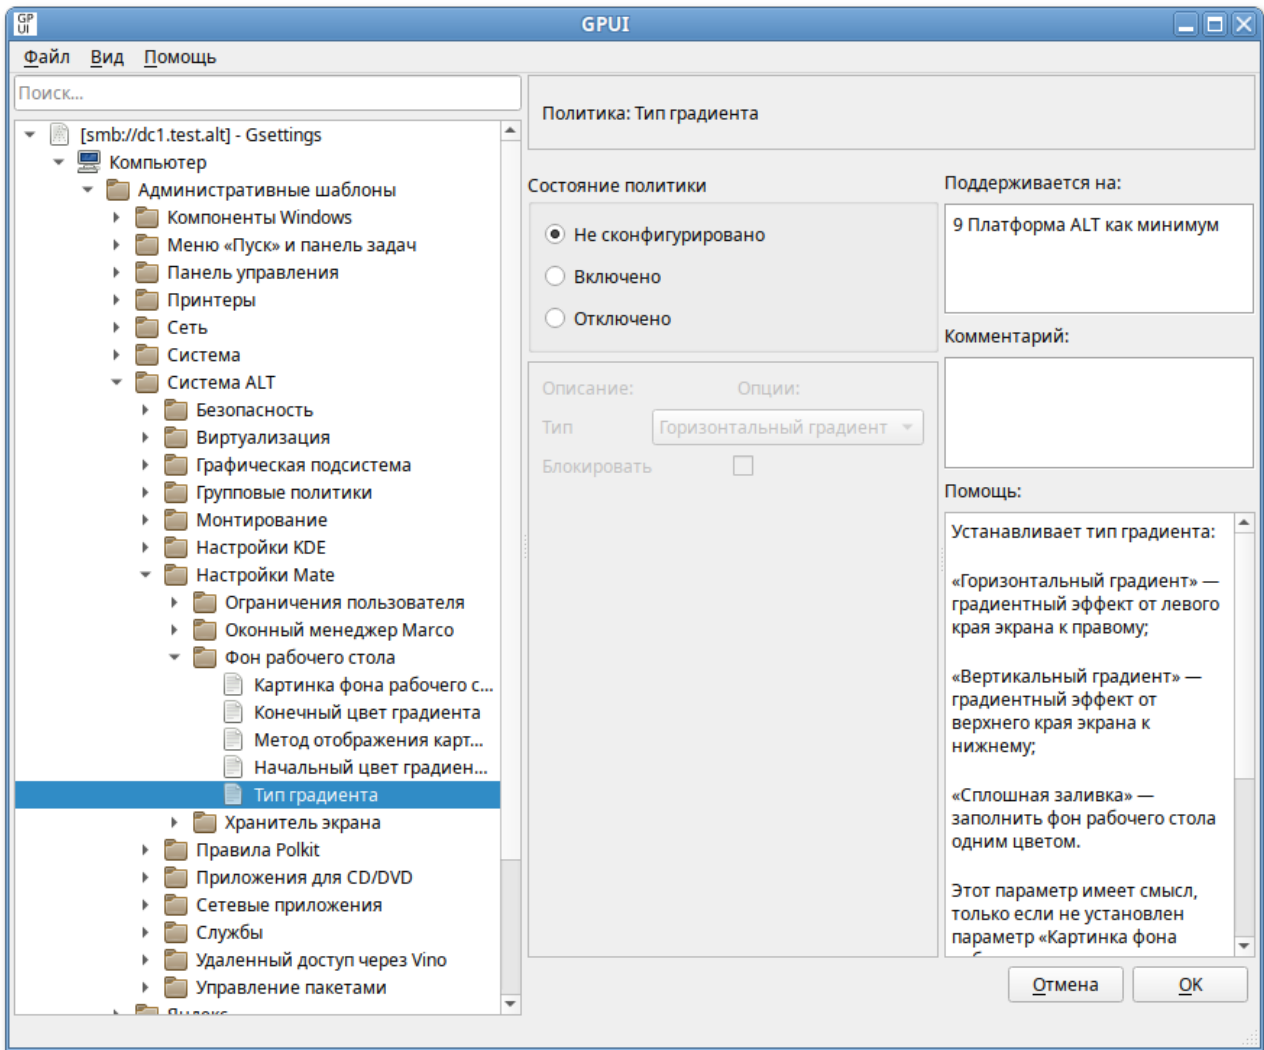 GP
UI
GPUI
Файл Вид Помощь
Поиск...
[smb://dc1.test.alt] - Gsettings
Компьютер
Административные шаблоны
Компоненты Windows
Меню «Пуск» и панель задач
Панель управления
Принтеры
Сеть
Система
Система ALT
Безопасность
Виртуализация
Графическая подсистема
Групповые политики
Монтирование
Настройки KDE
Настройки Mate
Ограничения пользователя
Оконный менеджер Marco
Фон рабочего стола
Картинка фона рабочего с...
Конечный цвет градиента
Метод отображения карт...
Начальный цвет градиен...
Тип градиента
Хранитель экрана
Правила Polkit
Приложения для CD/DVD
Сетевые приложения
Службы
Удаленный доступ через Vino
Управление пакетами
Яндекс
Политика: Тип градиента
Состояние политики
Не сконфигурировано
Включено
Отключено
Описание: Опции:
Тип Горизонтальный градиент
Блокировать
Поддерживается на:
9 Платформа ALT как минимум
Комментарий:
Помощь:
Устанавливает тип градиента:
«Горизонтальный градиент» —
градиентный эффект от левого
края экрана к правому;
«Вертикальный градиент» —
градиентный эффект от
верхнего края экрана к
нижнему;
«Сплошная заливка» —
заполнить фон рабочего стола
одним цветом.
Этот параметр имеет смысл,
только если не установлен
параметр «Картинка фона
Отмена OK